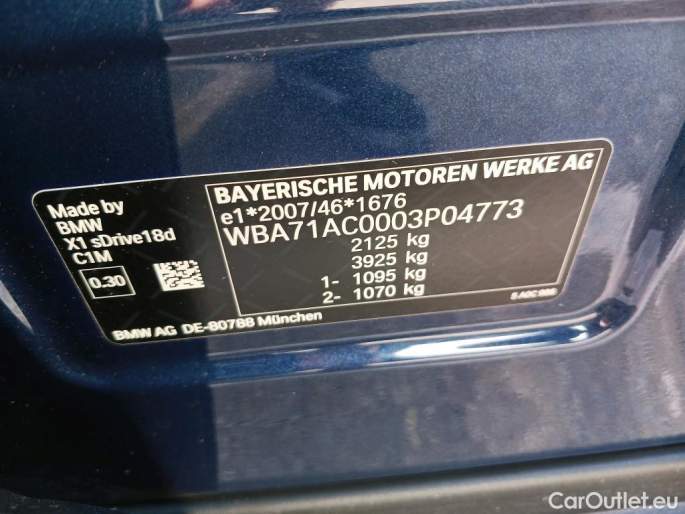 Made by
BMW
X1 sDrive18d
C1M
0.30
BAYERISCHE MOTOREN WERKE AG
e1*2007/46*1676
WBA71AC0003P04773
2125 kg
3925 kg
1- 1095 kg
2- 1070 kg
BMW AG DE-80788 München
CarOutlet.eu